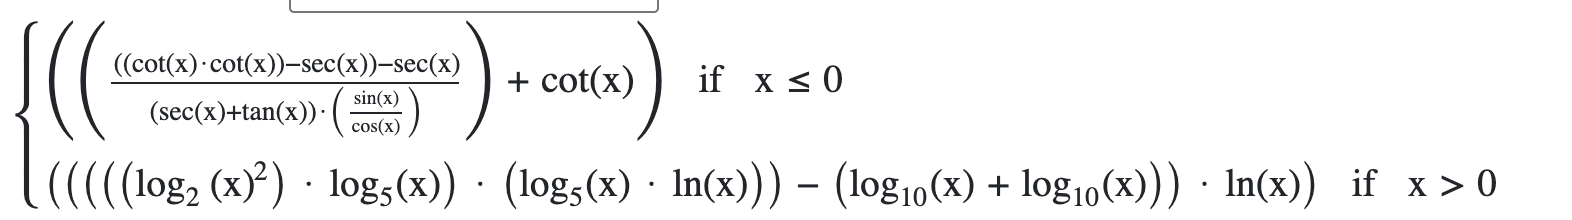 { ( ( ((cot(x)·cot(x))−sec(x))−sec(x) / (sec(x)+tan(x))·( sin(x) / cos(x) ) ) + cot(x) ) if x ≤ 0
(((((log₂ (x)²) · log₅(x)) · (log₅(x) · ln(x))) − (log₁₀(x) + log₁₀(x))) · ln(x)) if x > 0